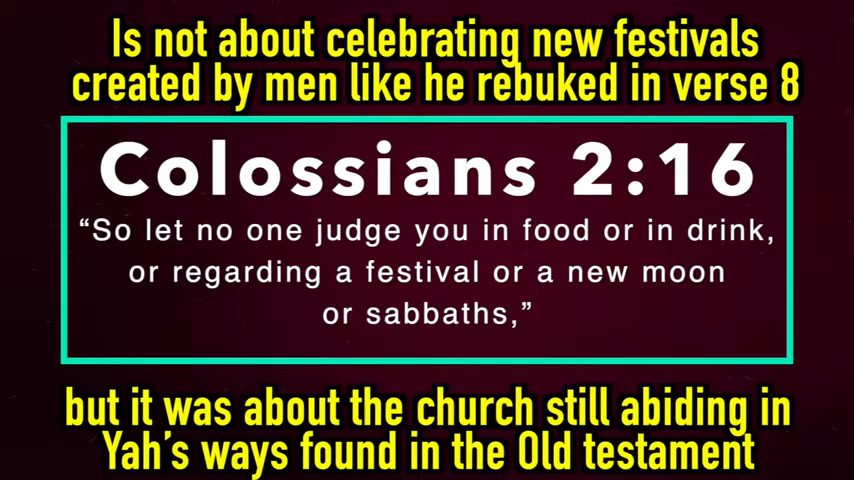 Is not about celebrating new festivals
created by men like he rebuked in verse 8
Colossians 2:16
“So let no one judge you in food or in drink,
or regarding a festival or a new moon
or sabbaths,”
but it was about the church still abiding in
Yah’s ways found in the Old testament